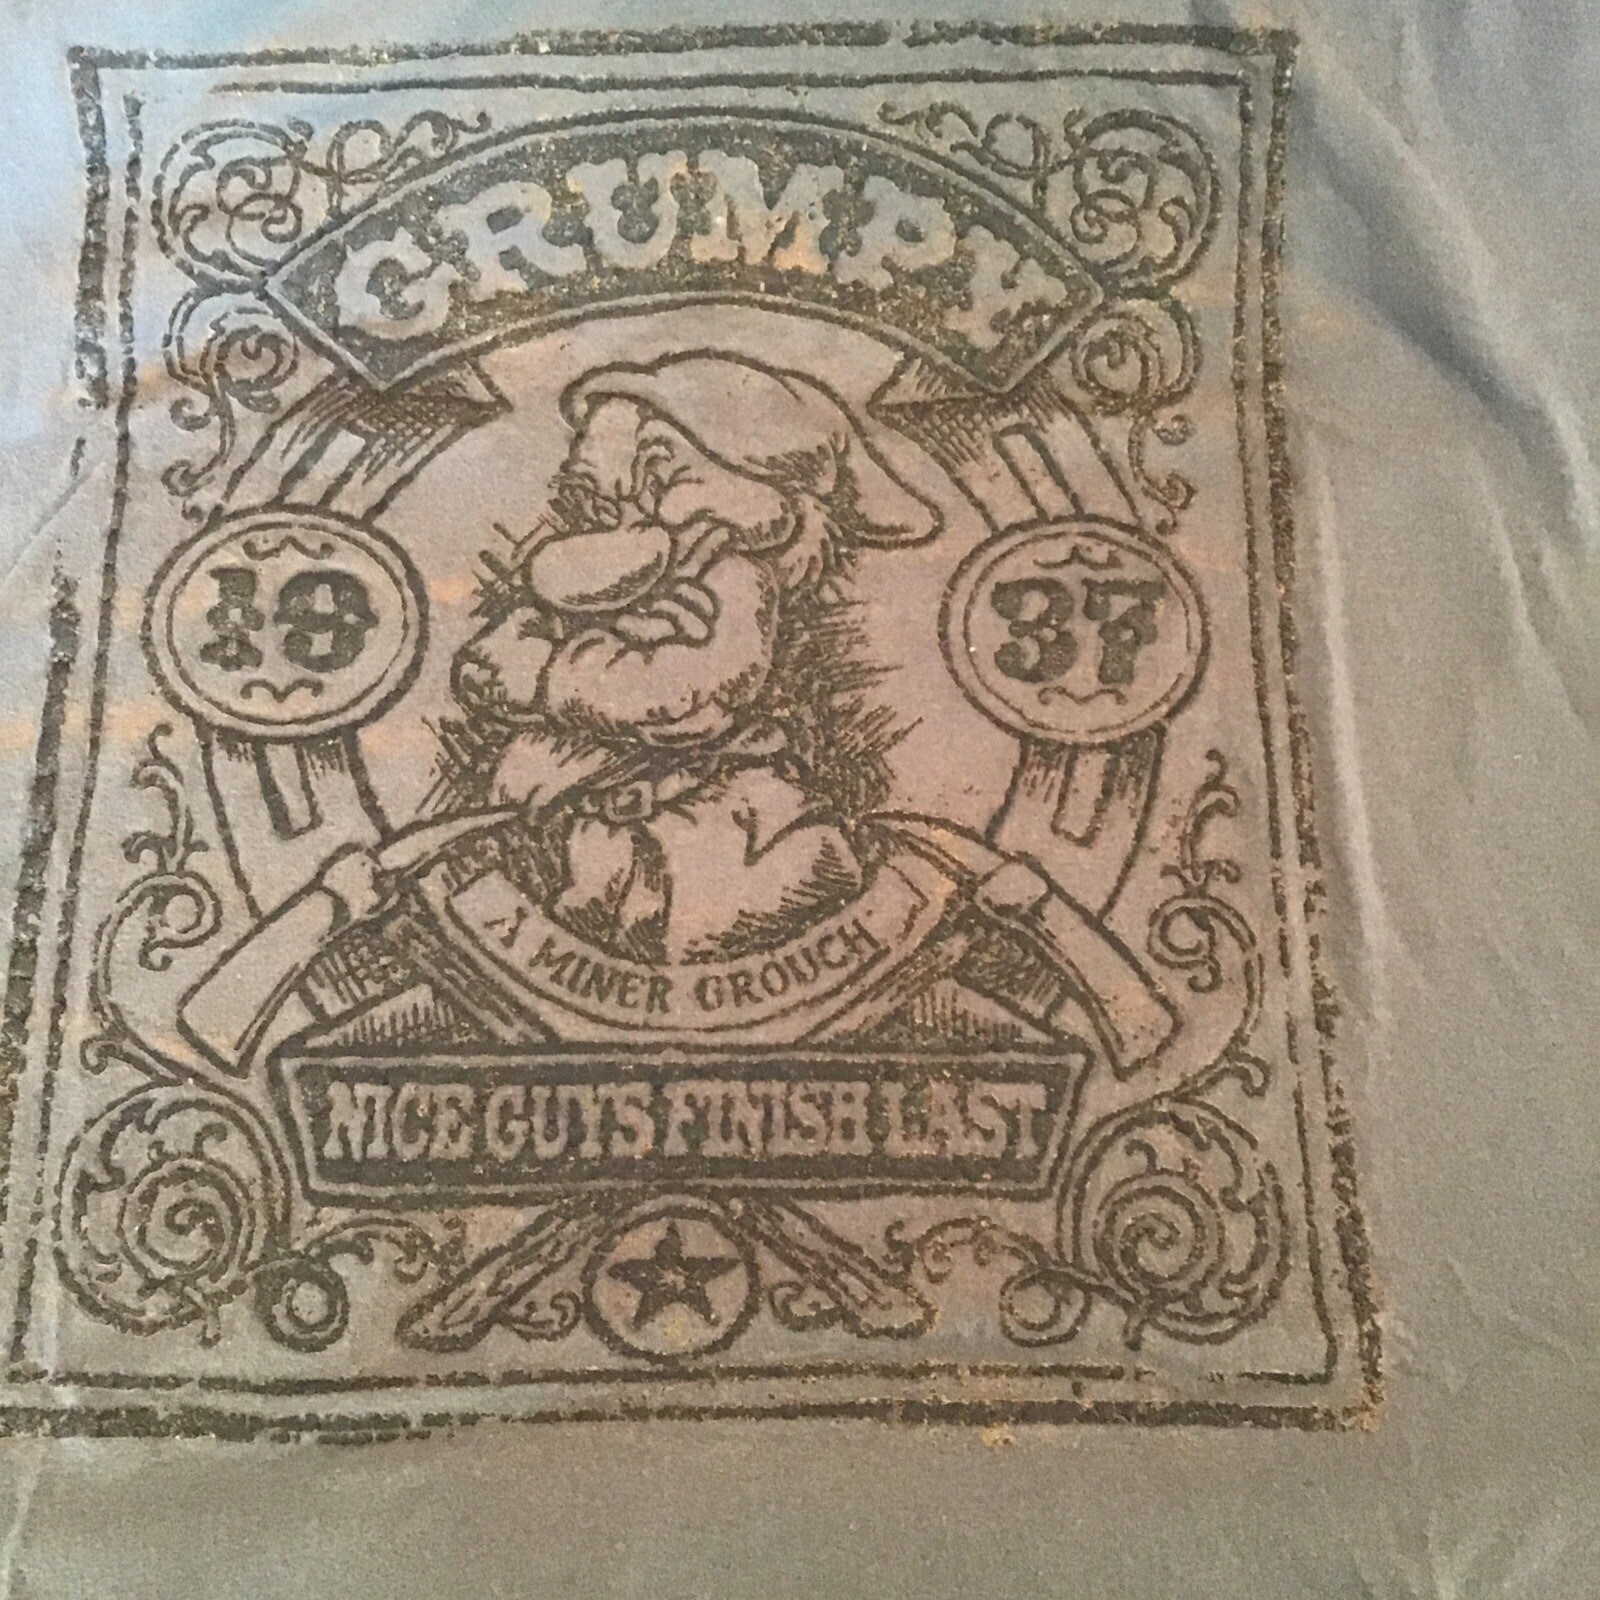 GRUMPY
19 37
A MINER GROUCH
NICE GUYS FINISH LAST